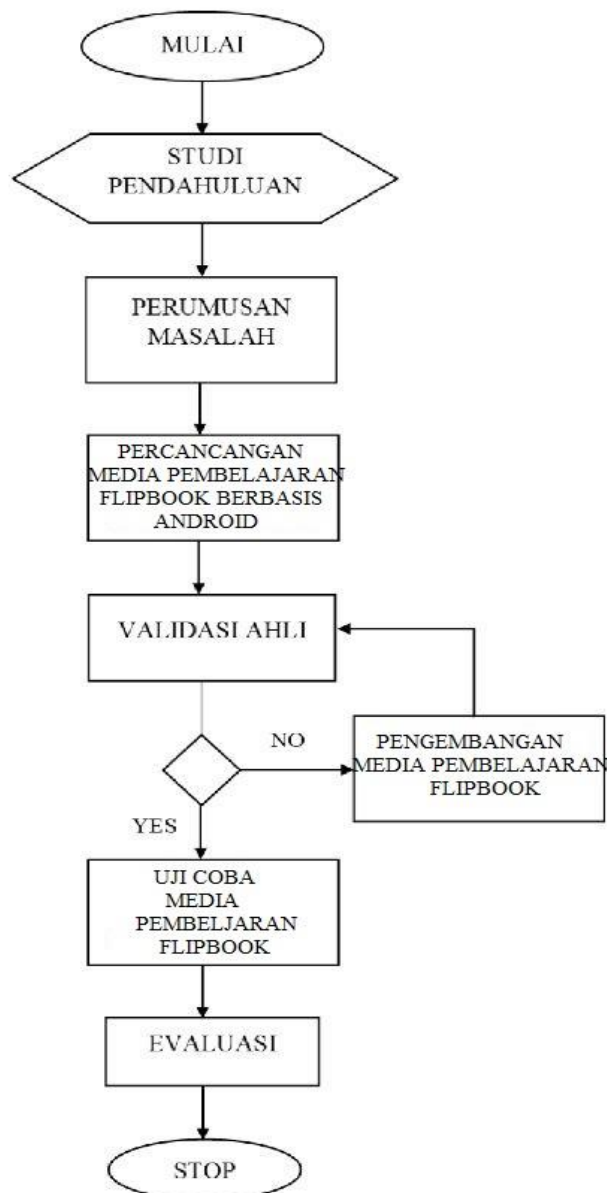 MULAI
STUDI
PENDAHULUAN
PERUMUSAN
MASALAH
PERCANCANGAN
MEDIA PEMBELAJARAN
FLIPBOOK BERBASIS
ANDROID
VALIDASI AHLI
NO
PENGEMBANGAN
MEDIA PEMBELAJARAN
FLIPBOOK
YES
UJI COBA
MEDIA
PEMBELJARAN
FLIPBOOK
EVALUASI
STOP